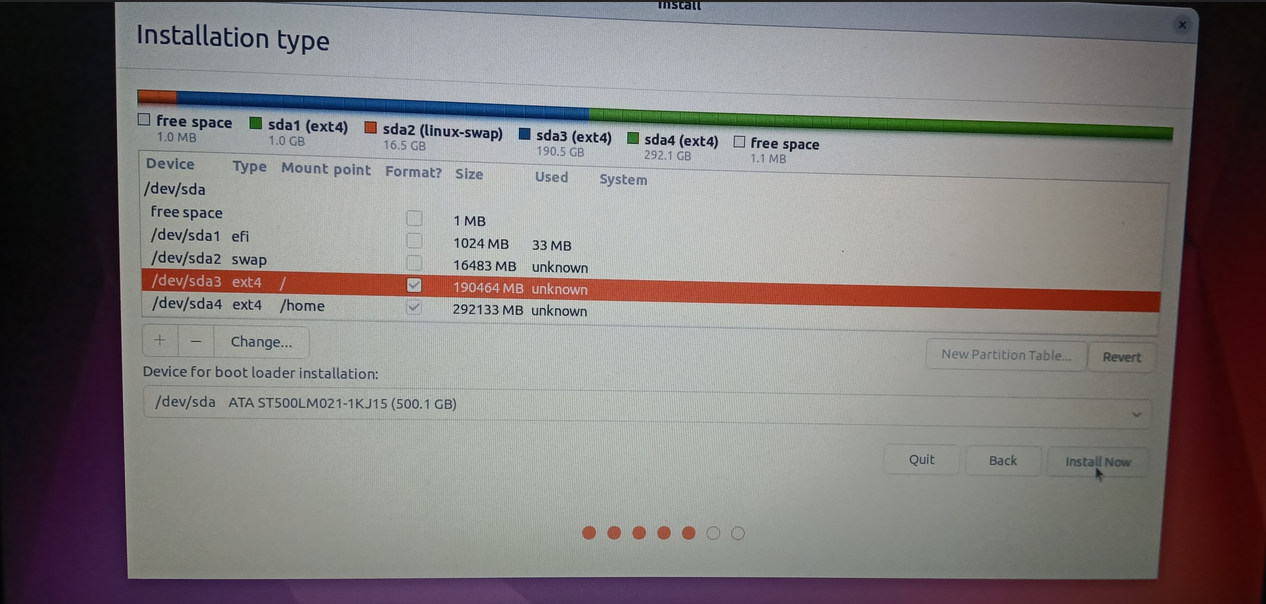 Install
Installation type
free space sda1 (ext4) sda2 (linux-swap) sda3 (ext4) sda4 (ext4) free space
1.0 MB 1.0 GB 16.5 GB 190.5 GB 292.1 GB 1.1 MB
Device Type Mount point Format? Size Used System
/dev/sda
free space 1 MB
/dev/sda1 efi 1024 MB 33 MB
/dev/sda2 swap 16483 MB unknown
/dev/sda3 ext4 / 190464 MB unknown
/dev/sda4 ext4 /home 292133 MB unknown
+ − Change... New Partition Table... Revert
Device for boot loader installation:
/dev/sda ATA ST500LM021-1KJ15 (500.1 GB)
Quit Back Install Now